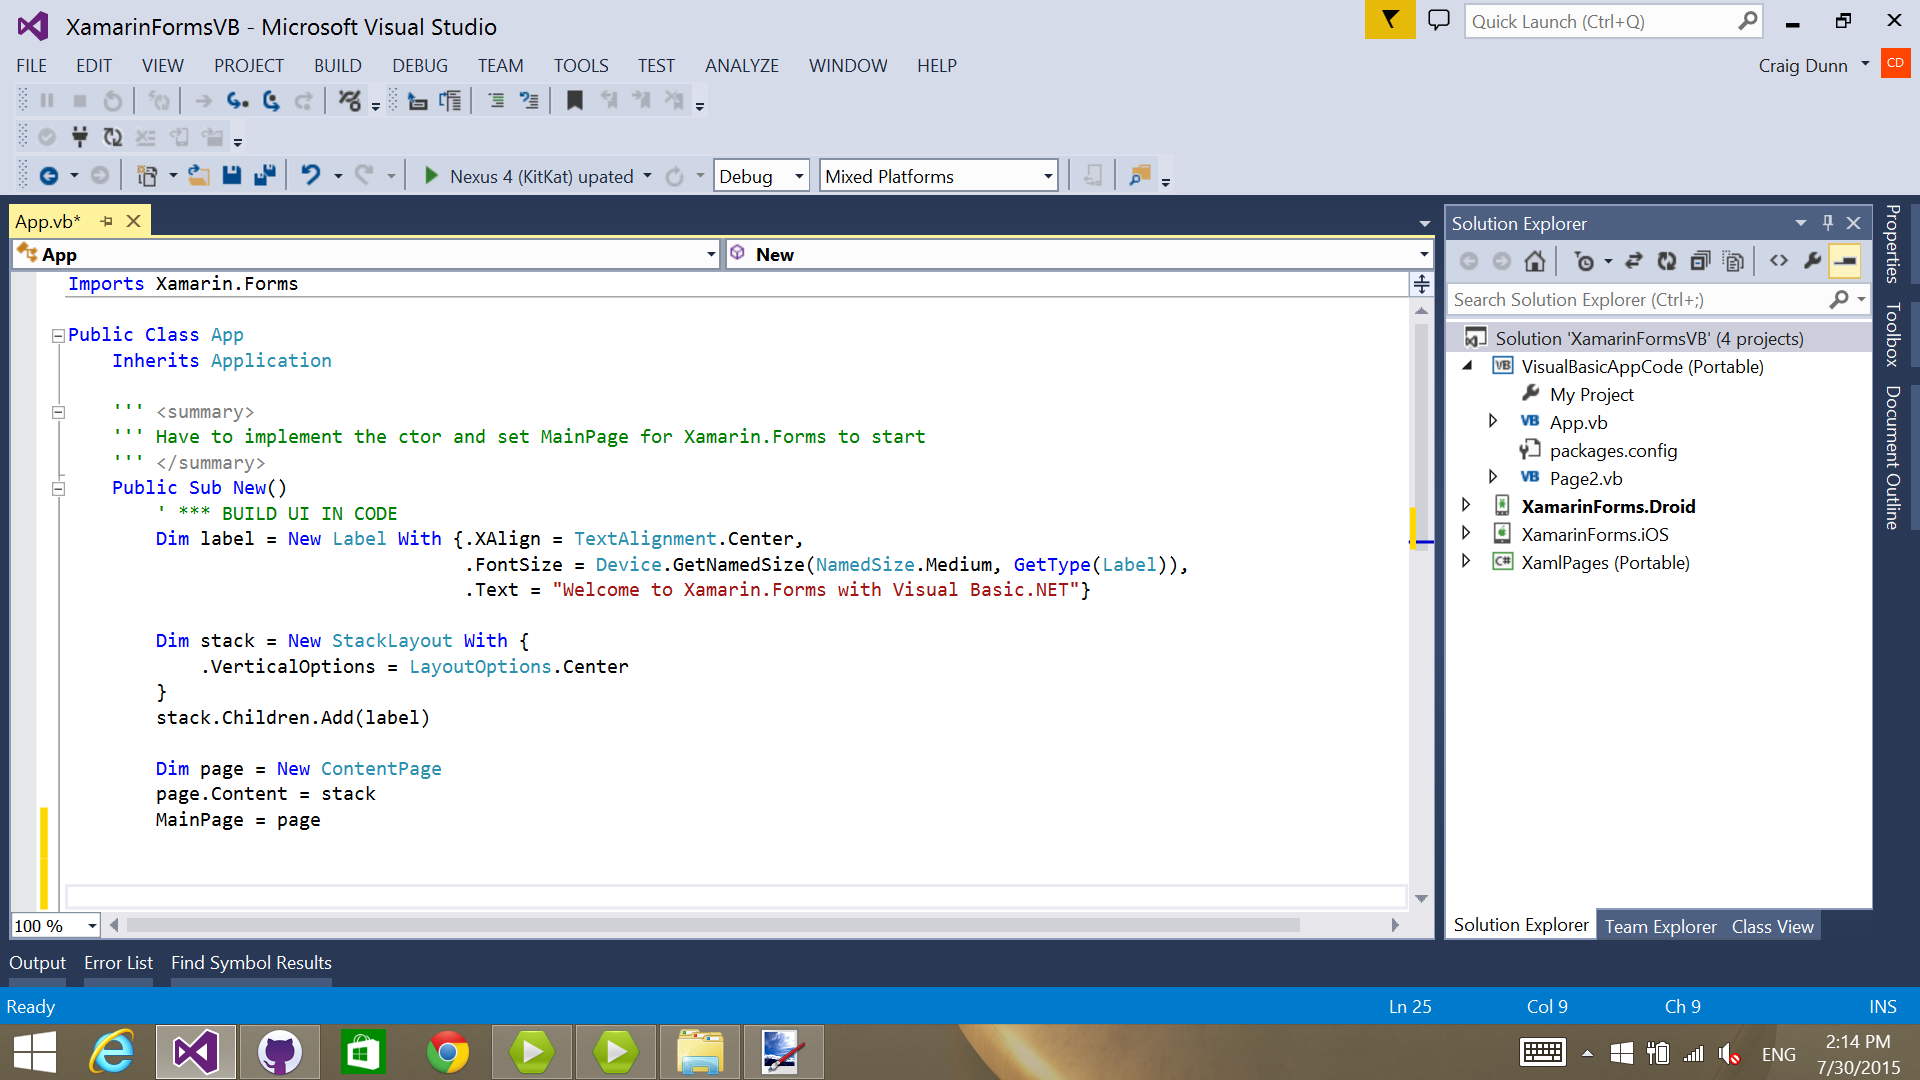 XamarinFormsVB - Microsoft Visual Studio
Quick Launch (Ctrl+Q)
FILE EDIT VIEW PROJECT BUILD DEBUG TEAM TOOLS TEST ANALYZE WINDOW HELP
Craig Dunn CD
Nexus 4 (KitKat) upated Debug Mixed Platforms
App.vb*
App New
Imports Xamarin.Forms
Public Class App
Inherits Application
''' <summary>
''' Have to implement the ctor and set MainPage for Xamarin.Forms to start
''' </summary>
Public Sub New()
' *** BUILD UI IN CODE
Dim label = New Label With {.XAlign = TextAlignment.Center,
.FontSize = Device.GetNamedSize(NamedSize.Medium, GetType(Label)),
.Text = "Welcome to Xamarin.Forms with Visual Basic.NET"}
Dim stack = New StackLayout With {
.VerticalOptions = LayoutOptions.Center
}
stack.Children.Add(label)
Dim page = New ContentPage
page.Content = stack
MainPage = page
100 %
Solution Explorer
Search Solution Explorer (Ctrl+;)
Solution 'XamarinFormsVB' (4 projects)
VB VisualBasicAppCode (Portable)
My Project
VB App.vb
packages.config
VB Page2.vb
XamarinForms.Droid
XamarinForms.iOS
C# XamlPages (Portable)
Solution Explorer Team Explorer Class View
Properties
Toolbox
Document Outline
Output Error List Find Symbol Results
Ready Ln 25 Col 9 Ch 9 INS
ENG
2:14 PM
7/30/2015